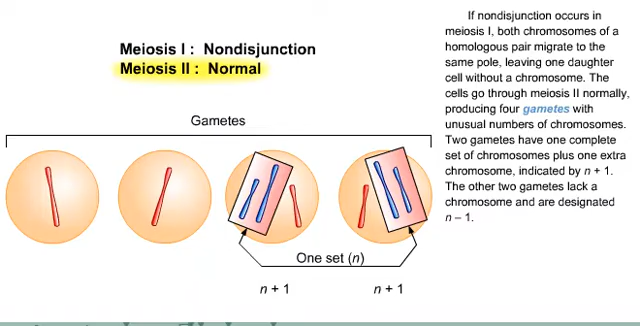 Meiosis I : Nondisjunction
Meiosis II : Normal
Gametes
One set (n)
n + 1
n + 1
If nondisjunction occurs in
meiosis I, both chromosomes of a
homologous pair migrate to the
same pole, leaving one daughter
cell without a chromosome. The
cells go through meiosis II normally,
producing four gametes with
unusual numbers of chromosomes.
Two gametes have one complete
set of chromosomes plus one extra
chromosome, indicated by n + 1.
The other two gametes lack a
chromosome and are designated
n – 1.